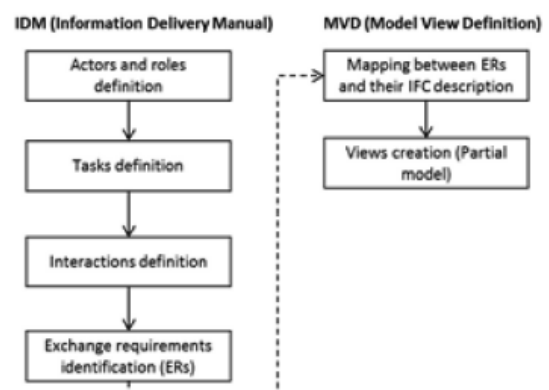 IDM (Information Delivery Manual)
Actors and roles
definition
Tasks definition
Interactions definition
Exchange requirements
identification (ERs)
MVD (Model View Definition)
Mapping between ERs
and their IFC description
Views creation (Partial
model)